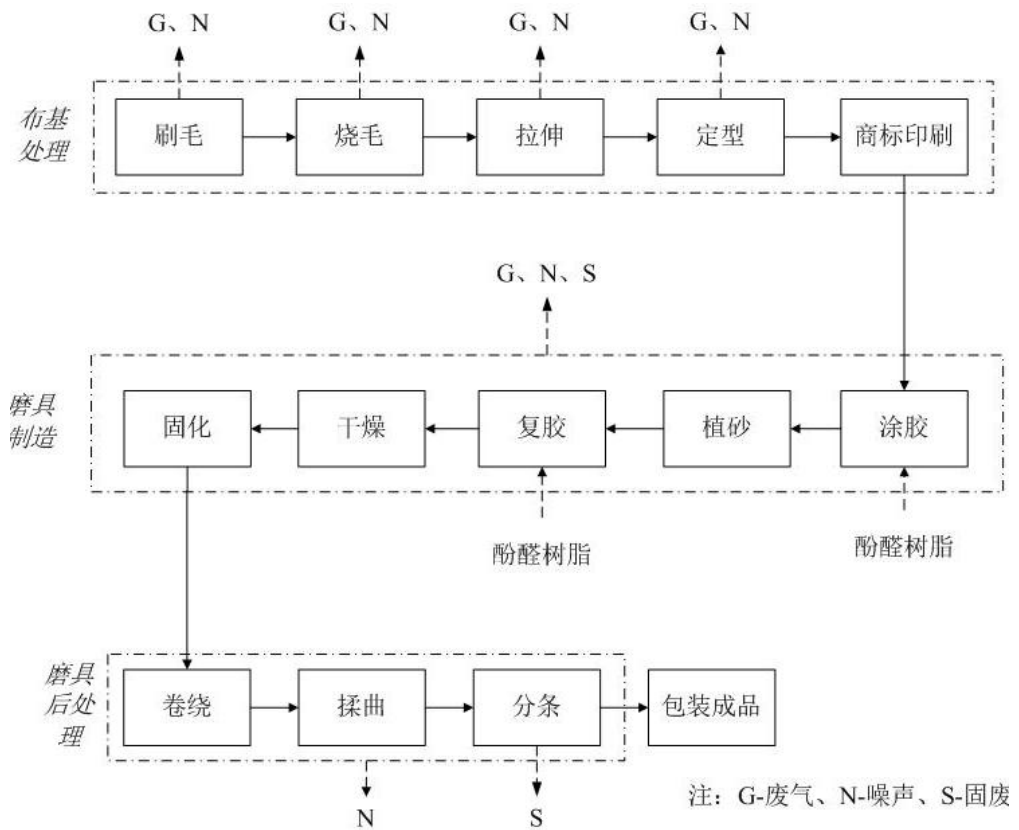 G、N
G、N
G、N
G、N
布基
处理
刷毛
烧毛
拉伸
定型
商标印刷
G、N、S
磨具
制造
固化
干燥
复胶
植砂
涂胶
酚醛树脂
酚醛树脂
磨具
后处
理
卷绕
揉曲
分条
包装成品
N
S
注：G-废气、N-噪声、S-固废